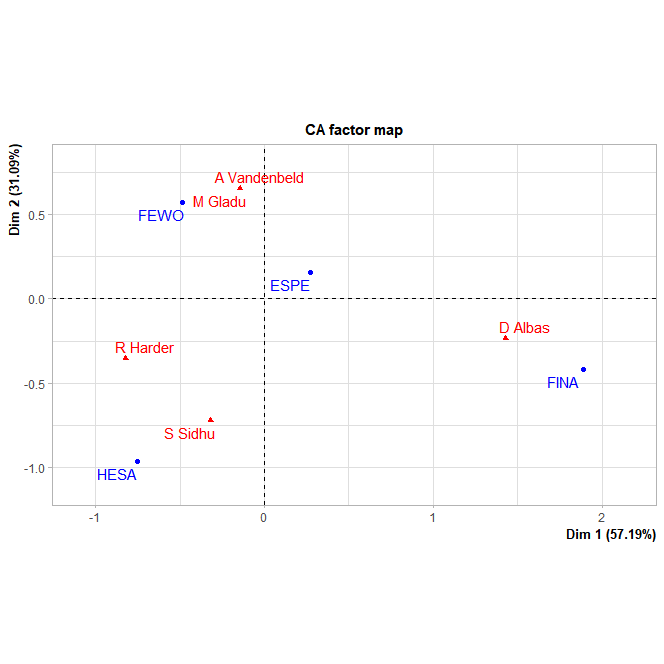 CA factor map
Dim 2 (31.09%)
A Vandenbeld
M Gladu
FEWO
0.5
ESPE
0.0
D Albas
R Harder
FINA
-0.5
S Sidhu
HESA
-1.0
-1
0
1
2
Dim 1 (57.19%)